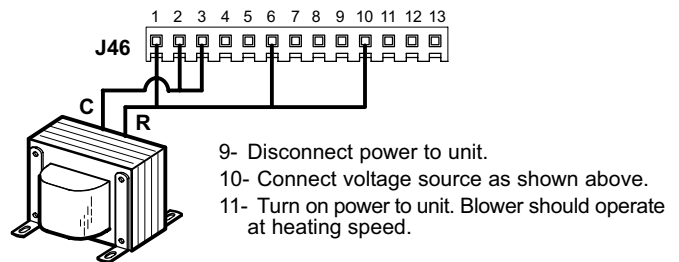 1 2 3 4 5 6 7 8 9 10 11 12 13
J46
C
R
9- Disconnect power to unit.
10- Connect voltage source as shown above.
11- Turn on power to unit. Blower should operate
at heating speed.